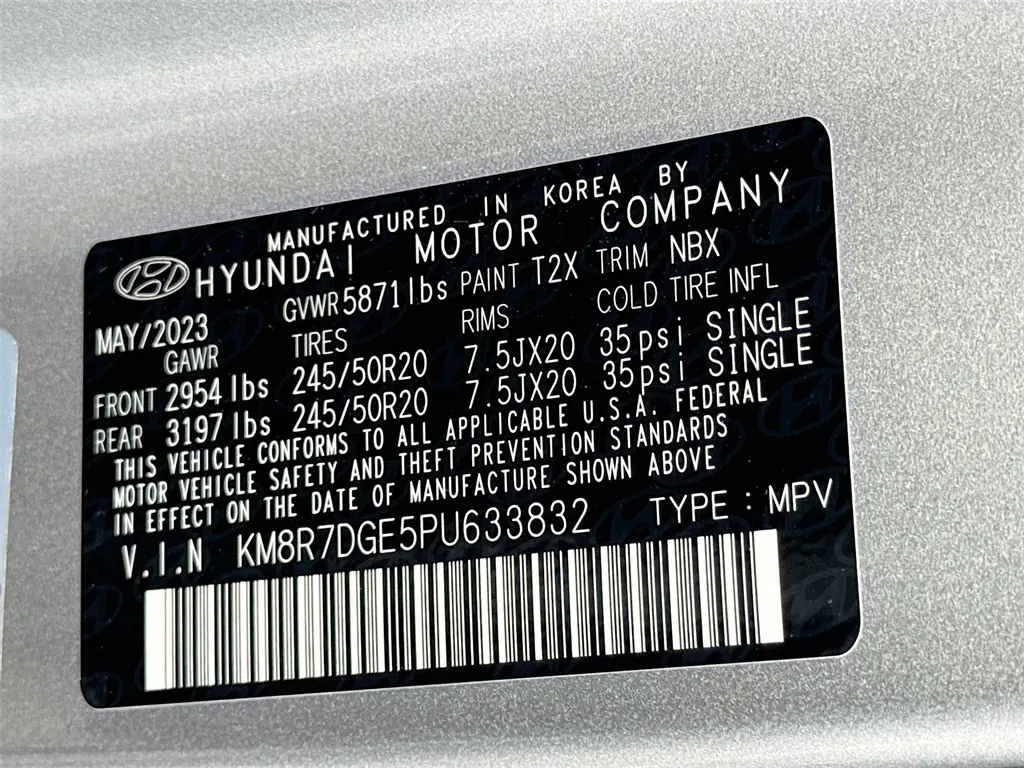 MANUFACTURED IN KOREA BY
HYUNDAI MOTOR COMPANY
MAY/2023 GVWR 5871 lbs PAINT T2X TRIM NBX
GAWR TIRES RIMS COLD TIRE INFL
FRONT 2954 lbs 245/50R20 7.5JX20 35psi SINGLE
REAR 3197 lbs 245/50R20 7.5JX20 35psi SINGLE
THIS VEHICLE CONFORMS TO ALL APPLICABLE U.S.A. FEDERAL
MOTOR VEHICLE SAFETY AND THEFT PREVENTION STANDARDS
IN EFFECT ON THE DATE OF MANUFACTURE SHOWN ABOVE
V.I.N KM8R7DGE5PU633832 TYPE : MPV